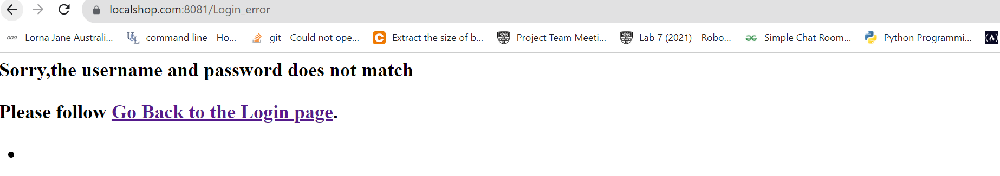 localshop.com:8081/Login_error
Lorna Jane Australi... command line - Ho... git - Could not ope... Extract the size of b... Project Team Meeti... Lab 7 (2021) - Robo... Simple Chat Room... Python Programmi...
Sorry,the username and password does not match
Please follow Go Back to the Login page.